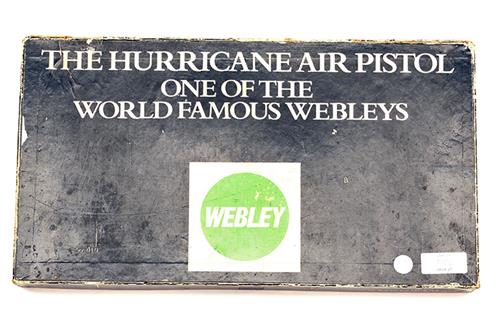 THE HURRICANE AIR PISTOL
ONE OF THE
WORLD FAMOUS WEBLEYS
WEBLEY